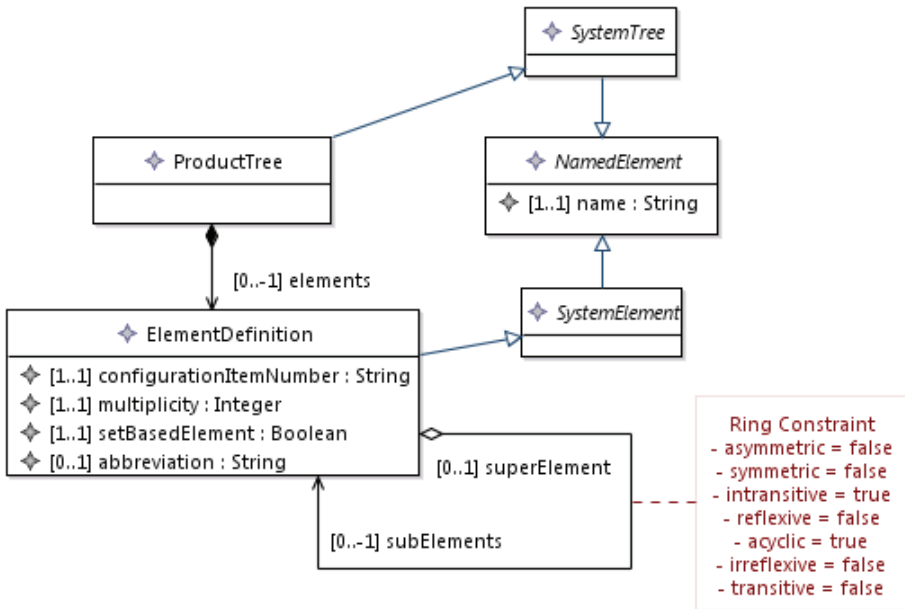 SystemTree
ProductTree
NamedElement
[1..1] name : String
[0..-1] elements
SystemElement
ElementDefinition
[1..1] configurationItemNumber : String
[1..1] multiplicity : Integer
[1..1] setBasedElement : Boolean
[0..1] abbreviation : String
[0..1] superElement
[0..-1] subElements
Ring Constraint
- asymmetric = false
- symmetric = false
- intransitive = true
- reflexive = false
- acyclic = true
- irreflexive = false
- transitive = false